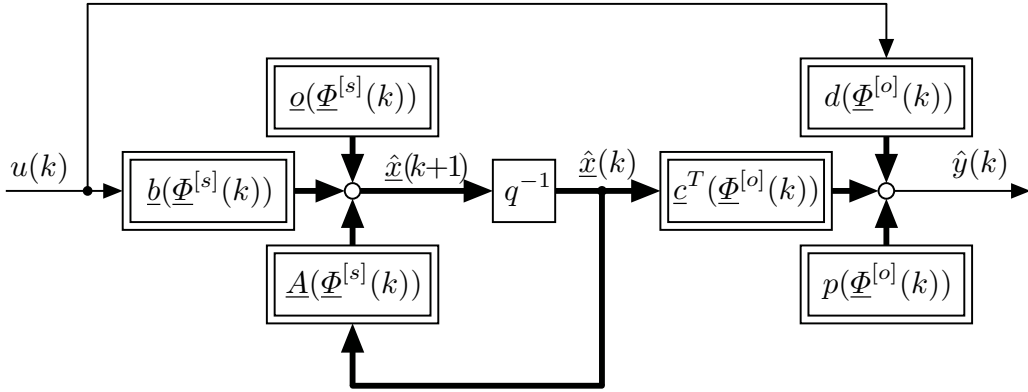 o̲(Φ̲^[s](k))
d(Φ̲^[o](k))
u(k)
b̲(Φ̲^[s](k))
x̲̂(k+1)
q⁻¹
x̲̂(k)
c̲^T(Φ̲^[o](k))
ŷ(k)
A̲(Φ̲^[s](k))
p(Φ̲^[o](k))